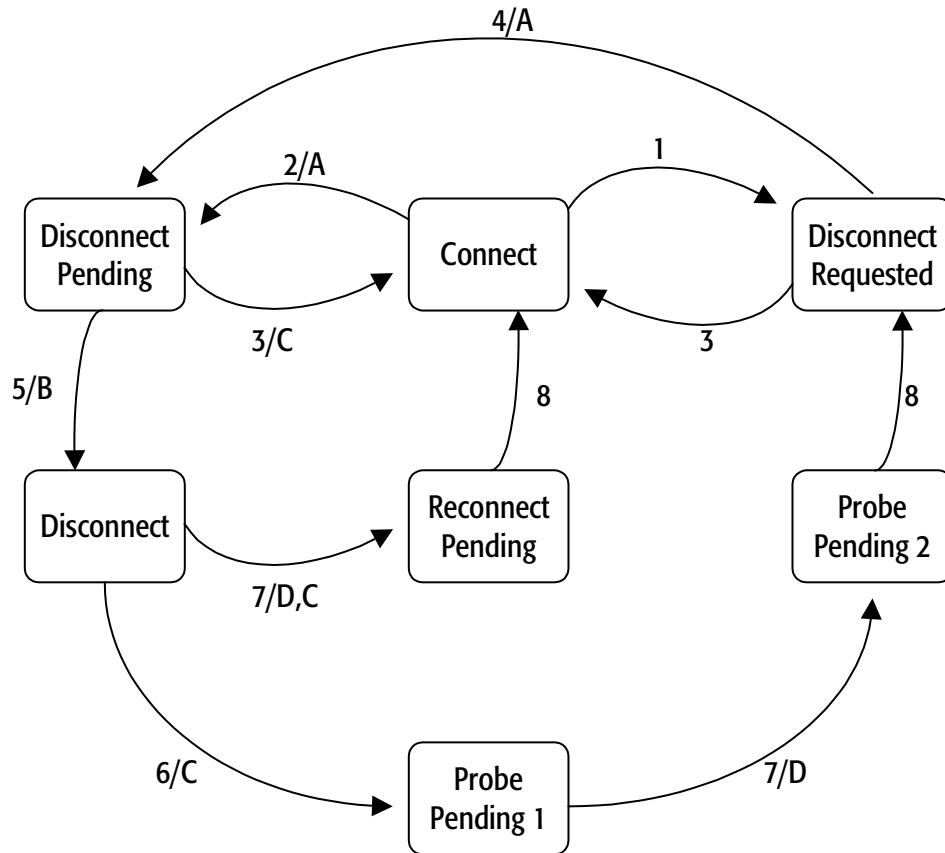 4/A
2/A
1
Disconnect
Pending
Connect
Disconnect
Requested
3/C
3
5/B
8
8
Disconnect
Reconnect
Pending
Probe
Pending 2
7/D,C
6/C
Probe
Pending 1
7/D